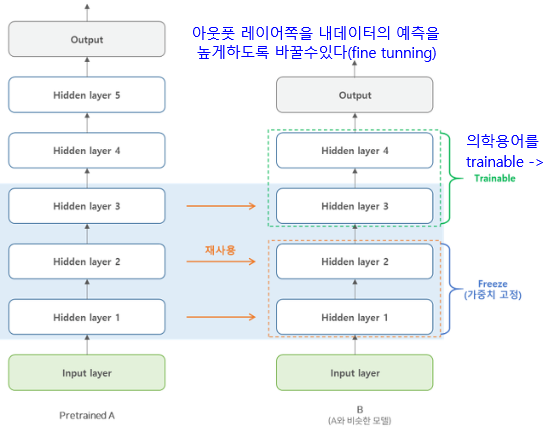 아웃풋 레이어쪽을 내데이터의 예측을
높게하도록 바꿀수있다(fine tunning)
Output
Hidden layer 5
Hidden layer 4
Hidden layer 3
Hidden layer 2
Hidden layer 1
Input layer
Pretrained A
재사용
Output
Hidden layer 4
Hidden layer 3
Hidden layer 2
Hidden layer 1
Input layer
B
(A와 비슷한 모델)
의학용어를
trainable ->
Trainable
Freeze
(가중치 고정)